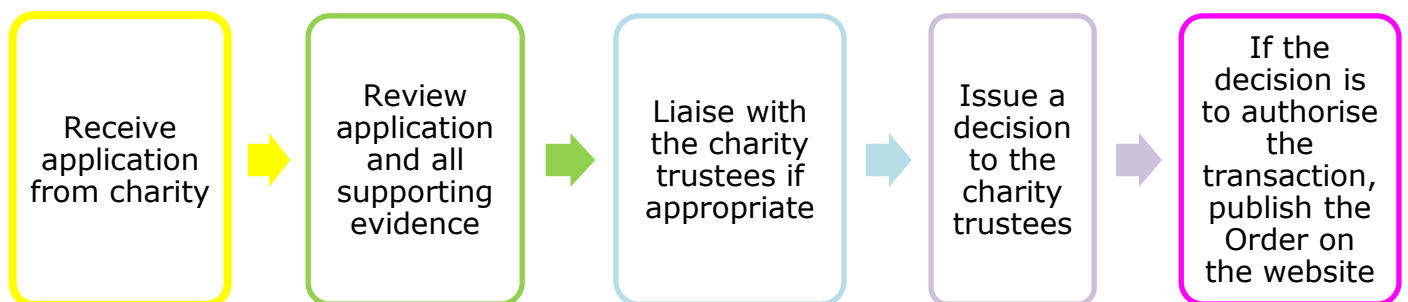 Receive
application
from charity
Review
application
and all
supporting
evidence
Liaise with
the charity
trustees if
appropriate
Issue a
decision
to the
charity
trustees
If the
decision is
to authorise
the
transaction,
publish the
Order on
the website